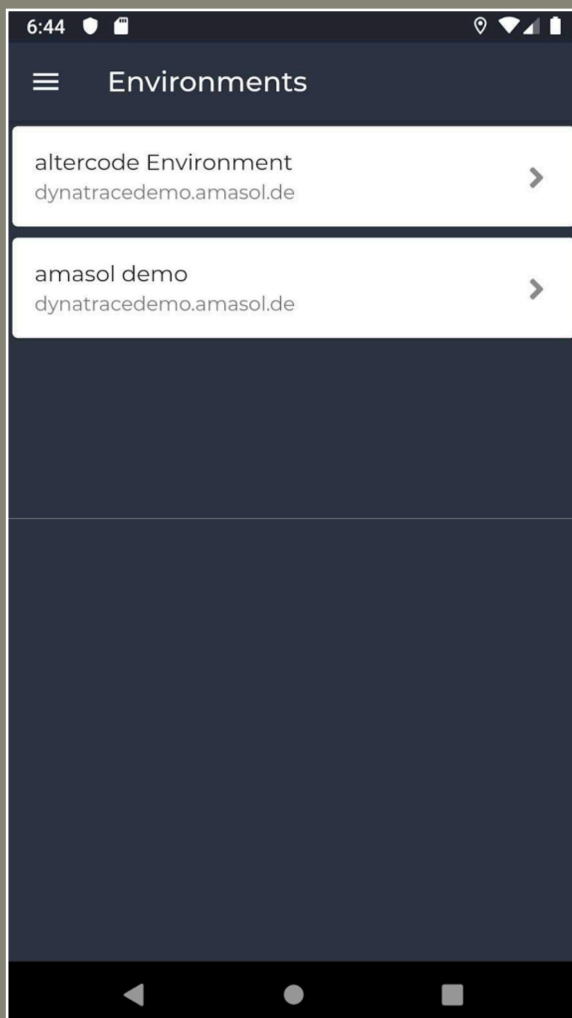 6:44
Environments
altercode Environment
dynatracedemo.amasol.de
amasol demo
dynatracedemo.amasol.de